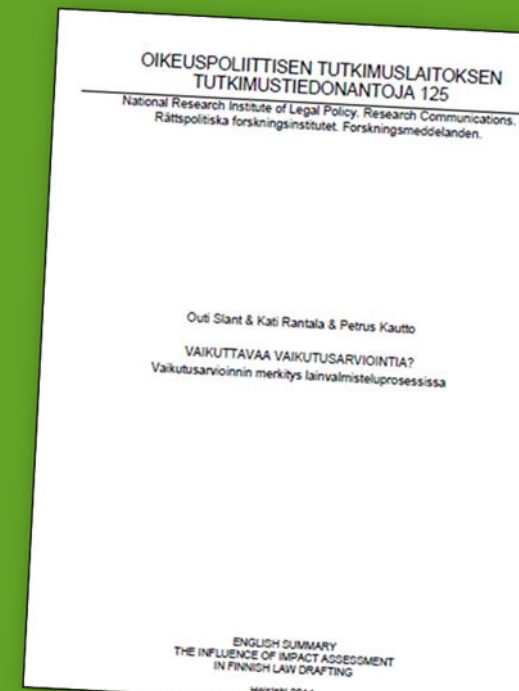 OIKEUSPOLIITTISEN TUTKIMUSLAITOKSEN
TUTKIMUSTIEDONANTOJA 125
National Research Institute of Legal Policy. Research Communications.
Rättspolitiska forskningsinstitutet. Forskningsmeddelanden.
Outi Slant & Kati Rantala & Petrus Kautto
VAIKUTTAVAA VAIKUTUSARVIOINTIA?
Vaikutusarvioinnin merkitys lainvalmisteluprosessissa
ENGLISH SUMMARY
THE INFLUENCE OF IMPACT ASSESSMENT
IN FINNISH LAW DRAFTING